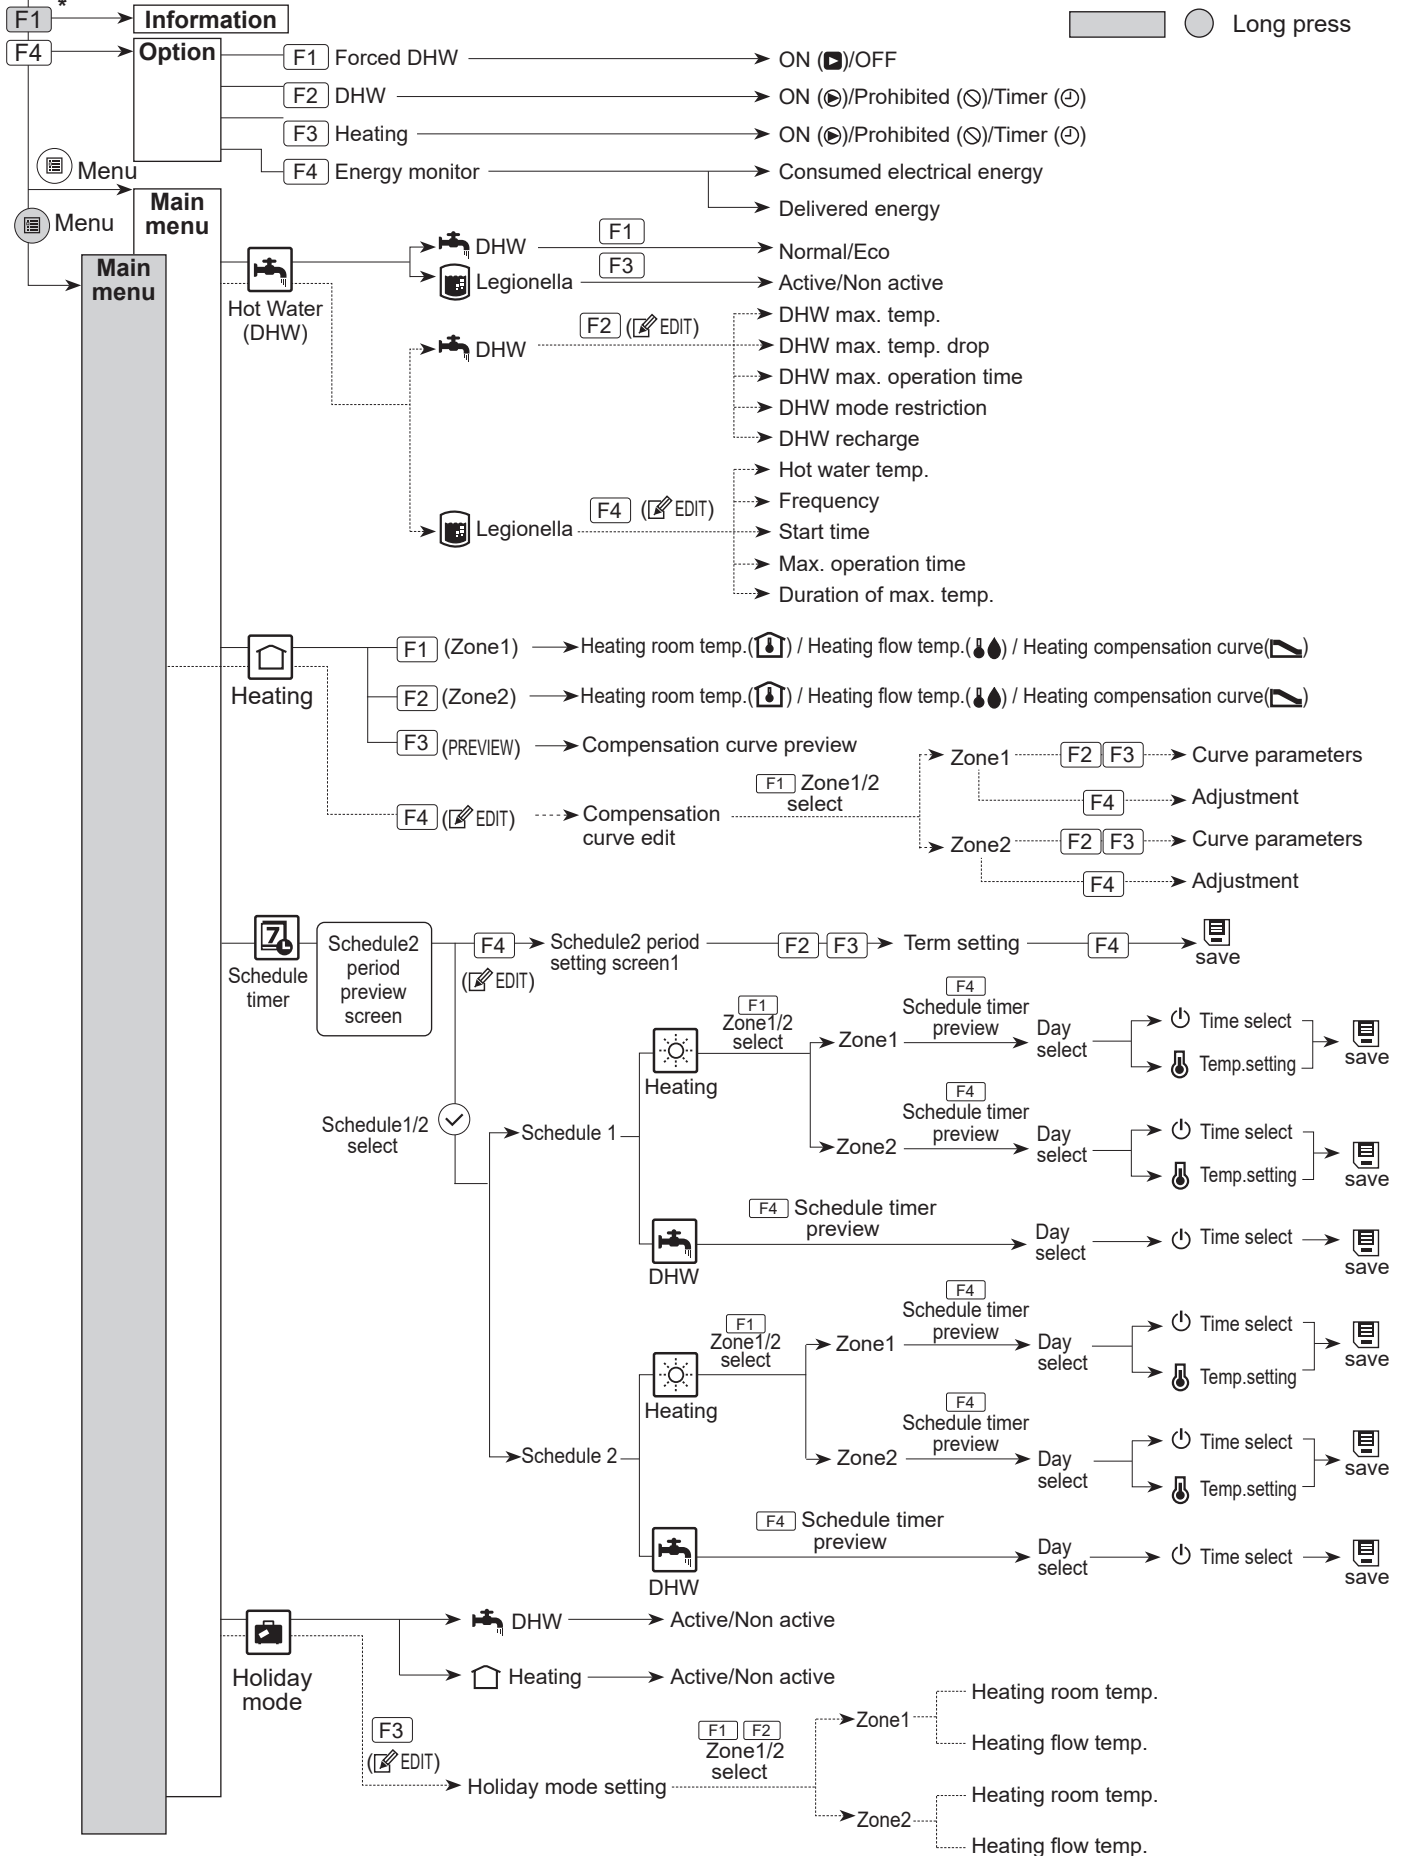 F1 * Information
Long press
F4 Option F1 Forced DHW ON (▶)/OFF
F2 DHW ON (▶)/Prohibited (🛇)/Timer (🕘)
F3 Heating ON (▶)/Prohibited (🛇)/Timer (🕘)
Menu F4 Energy monitor Consumed electrical energy
Delivered energy
Menu Main
menu
Main
menu
Hot Water
(DHW)
DHW F1 Normal/Eco
Legionella F3 Active/Non active
DHW F2 (EDIT)
DHW max. temp.
DHW max. temp. drop
DHW max. operation time
DHW mode restriction
DHW recharge
Legionella F4 (EDIT)
Hot water temp.
Frequency
Start time
Max. operation time
Duration of max. temp.
Heating
F1 (Zone1) Heating room temp.() / Heating flow temp.() / Heating compensation curve()
F2 (Zone2) Heating room temp.() / Heating flow temp.() / Heating compensation curve()
F3 (PREVIEW) Compensation curve preview
F4 (EDIT) Compensation
curve edit
F1 Zone1/2
select
Zone1 F2 F3 Curve parameters
F4 Adjustment
Zone2 F2 F3 Curve parameters
F4 Adjustment
7
Schedule
timer
Schedule2
period
preview
screen
F4
(EDIT)
Schedule2 period
setting screen1
F2 F3 Term setting F4 save
Schedule1/2
select
Schedule 1
Heating
F1
Zone1/2
select
Zone1
F4
Schedule timer
preview
Day
select
Time select
Temp.setting
save
Zone2
F4
Schedule timer
preview
Day
select
Time select
Temp.setting
save
DHW
F4 Schedule timer
preview
Day
select
Time select
save
Schedule 2
Heating
F1
Zone1/2
select
Zone1
F4
Schedule timer
preview
Day
select
Time select
Temp.setting
save
Zone2
F4
Schedule timer
preview
Day
select
Time select
Temp.setting
save
DHW
F4 Schedule timer
preview
Day
select
Time select
save
Holiday
mode
DHW Active/Non active
Heating Active/Non active
F3
(EDIT)
Holiday mode setting
F1 F2
Zone1/2
select
Zone1
Heating room temp.
Heating flow temp.
Zone2
Heating room temp.
Heating flow temp.